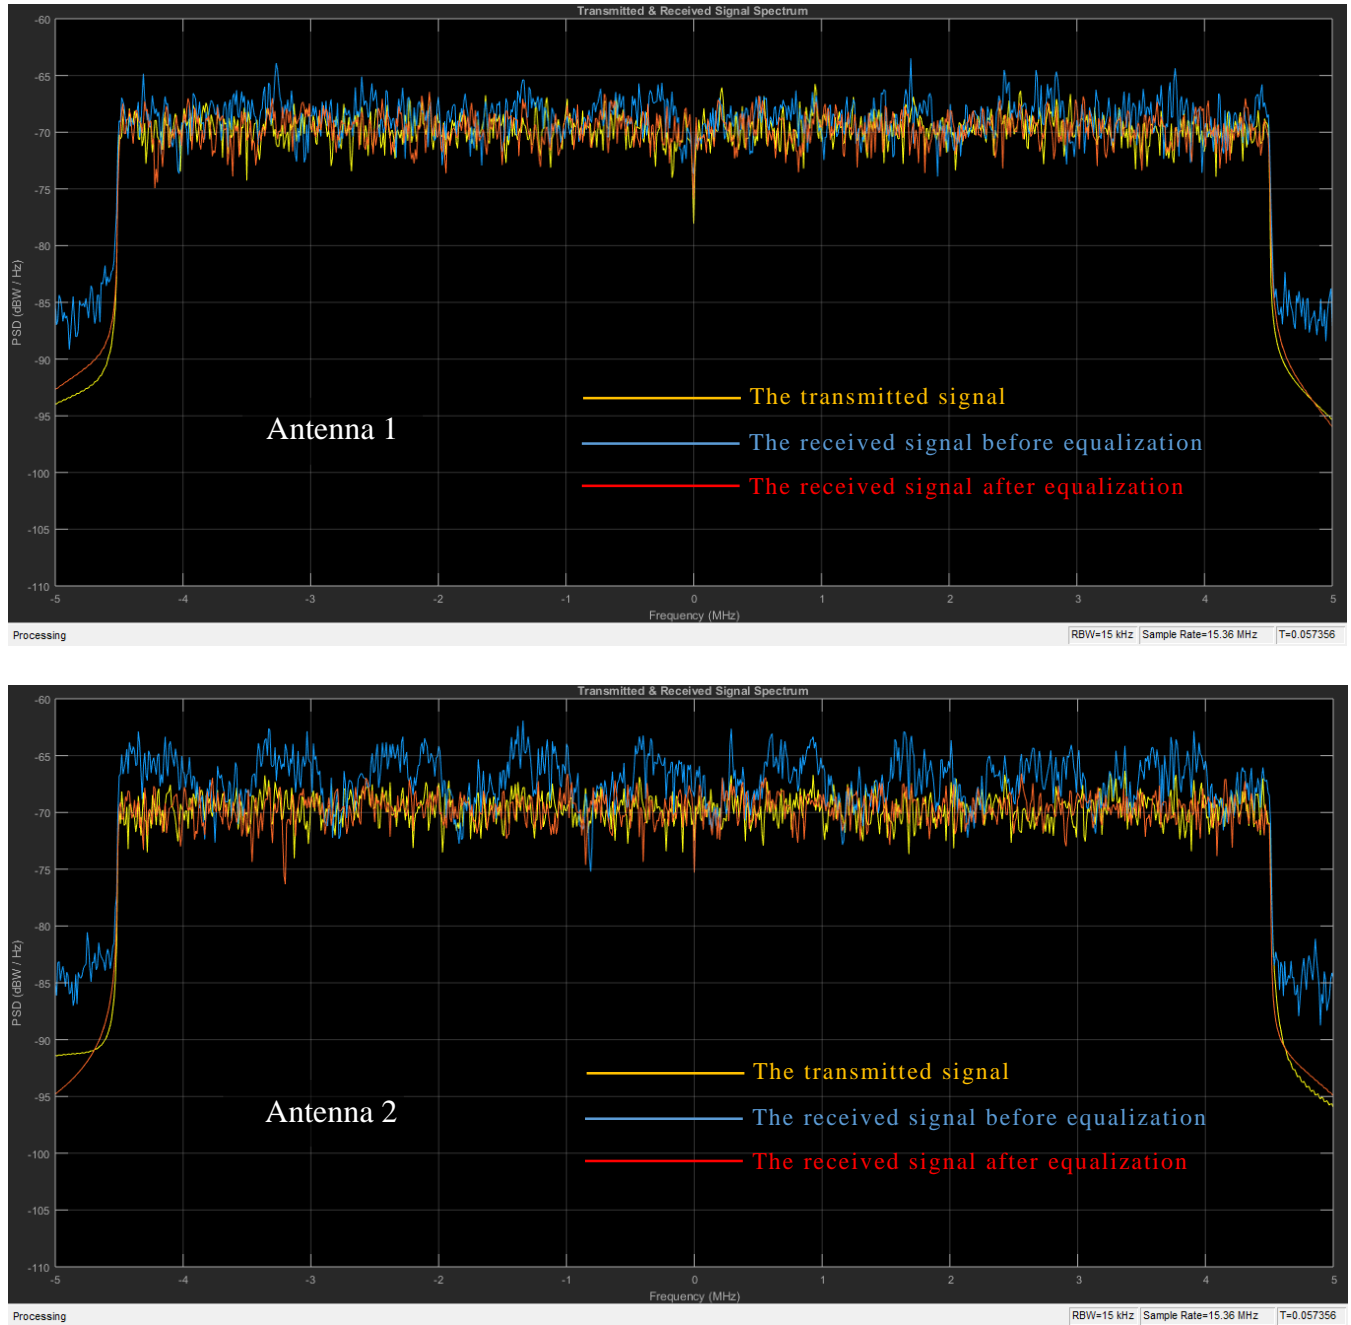 Transmitted & Received Signal Spectrum
-60
-65
-70
-75
-80
-85
-90
-95
-100
-105
-110
PSD (dBW / Hz)
The transmitted signal
Antenna 1
The received signal before equalization
The received signal after equalization
-5 -4 -3 -2 -1 0 1 2 3 4 5
Frequency (MHz)
Processing RBW=15 kHz Sample Rate=15.36 MHz T=0.057356
Transmitted & Received Signal Spectrum
-60
-65
-70
-75
-80
-85
-90
-95
-100
-105
-110
PSD (dBW / Hz)
The transmitted signal
Antenna 2
The received signal before equalization
The received signal after equalization
-5 -4 -3 -2 -1 0 1 2 3 4 5
Frequency (MHz)
Processing RBW=15 kHz Sample Rate=15.36 MHz T=0.057356